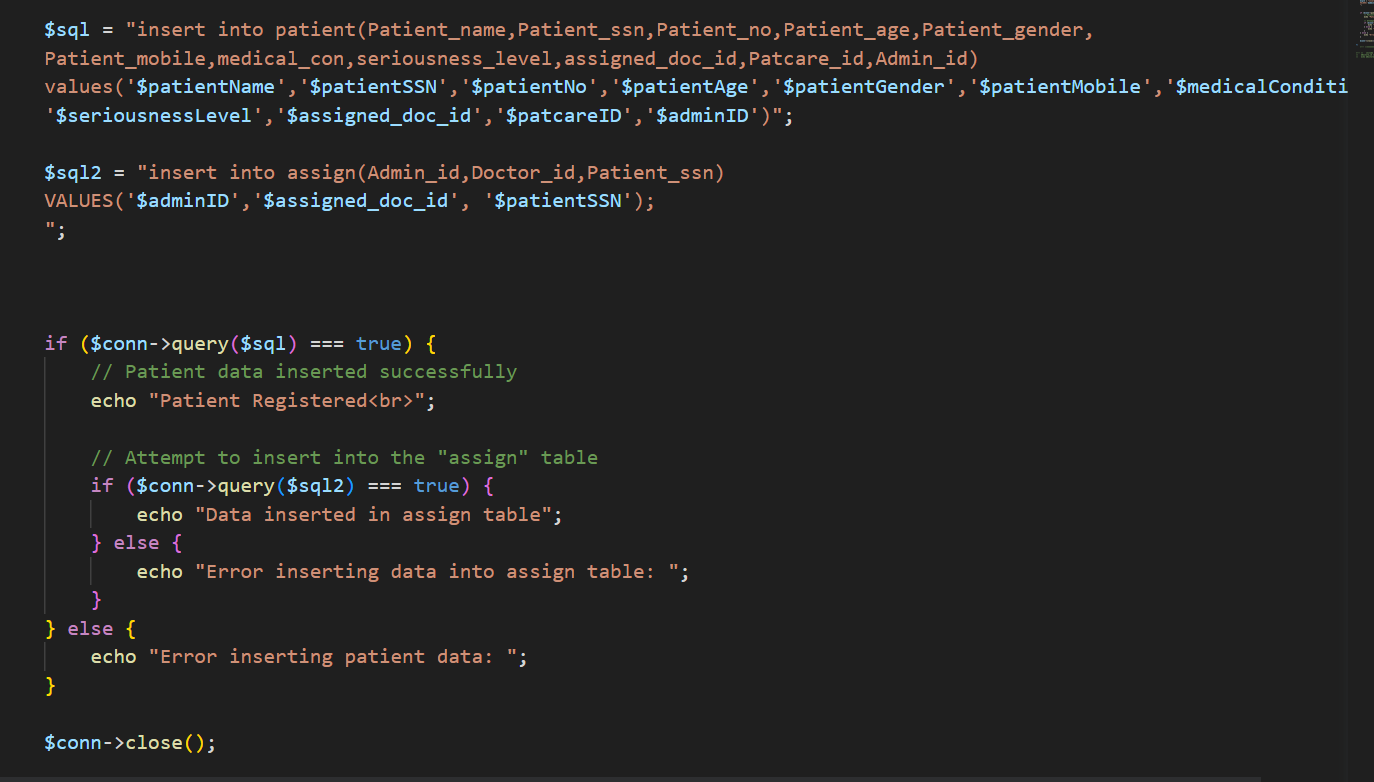 $sql = "insert into patient(Patient_name,Patient_ssn,Patient_no,Patient_age,Patient_gender,
Patient_mobile,medical_con,seriousness_level,assigned_doc_id,Patcare_id,Admin_id)
values('$patientName','$patientSSN','$patientNo','$patientAge','$patientGender','$patientMobile','$medicalConditi
'$seriousnessLevel','$assigned_doc_id','$patcareID','$adminID')";
$sql2 = "insert into assign(Admin_id,Doctor_id,Patient_ssn)
VALUES('$adminID','$assigned_doc_id', '$patientSSN');
";
if ($conn->query($sql) === true) {
// Patient data inserted successfully
echo "Patient Registered<br>";
// Attempt to insert into the "assign" table
if ($conn->query($sql2) === true) {
echo "Data inserted in assign table";
} else {
echo "Error inserting data into assign table: ";
}
} else {
echo "Error inserting patient data: ";
}
$conn->close();